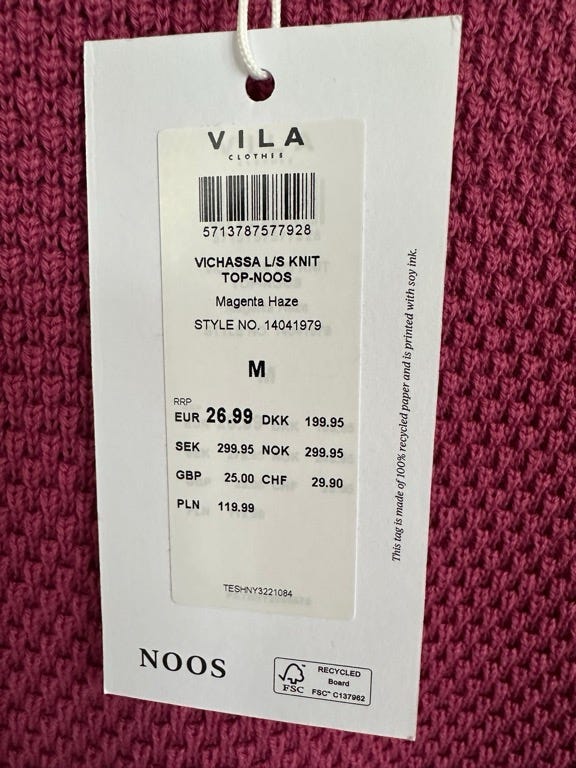 VILA
CLOTHES
5713787577928
VICHASSA L/S KNIT
TOP-NOOS
Magenta Haze
STYLE NO. 14041979
M
RRP
EUR 26.99 DKK 199.95
SEK 299.95 NOK 299.95
GBP 25.00 CHF 29.90
PLN 119.99
TESHNY3221084
This tag is made of 100% recycled paper and is printed with soy ink.
NOOS
FSC
RECYCLED
Board
FSC™ C137962